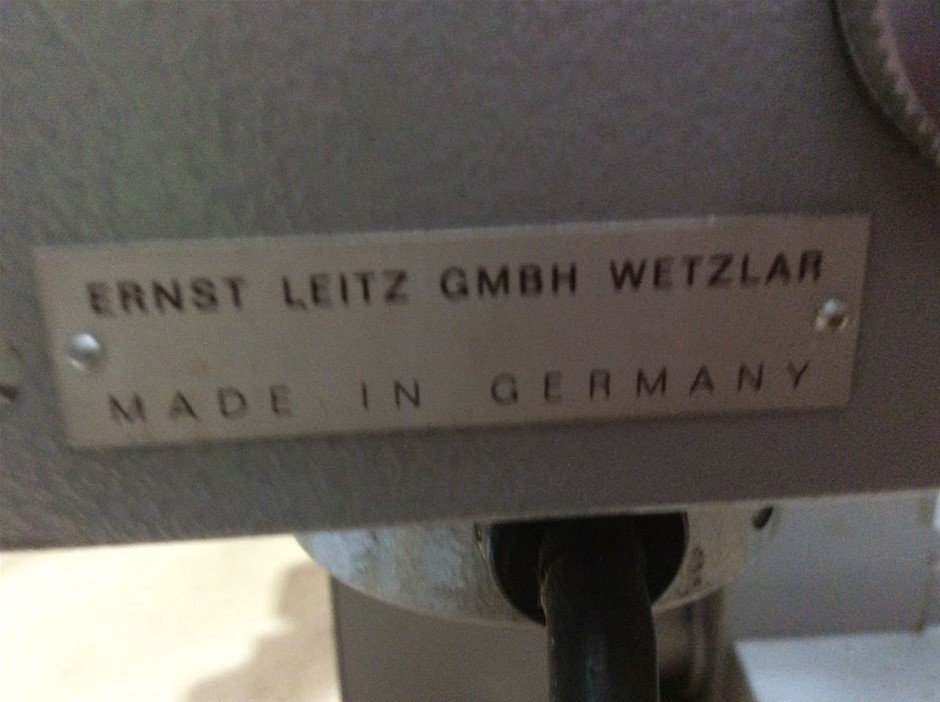 ERNST LEITZ GMBH WETZLAR
MADE IN GERMANY